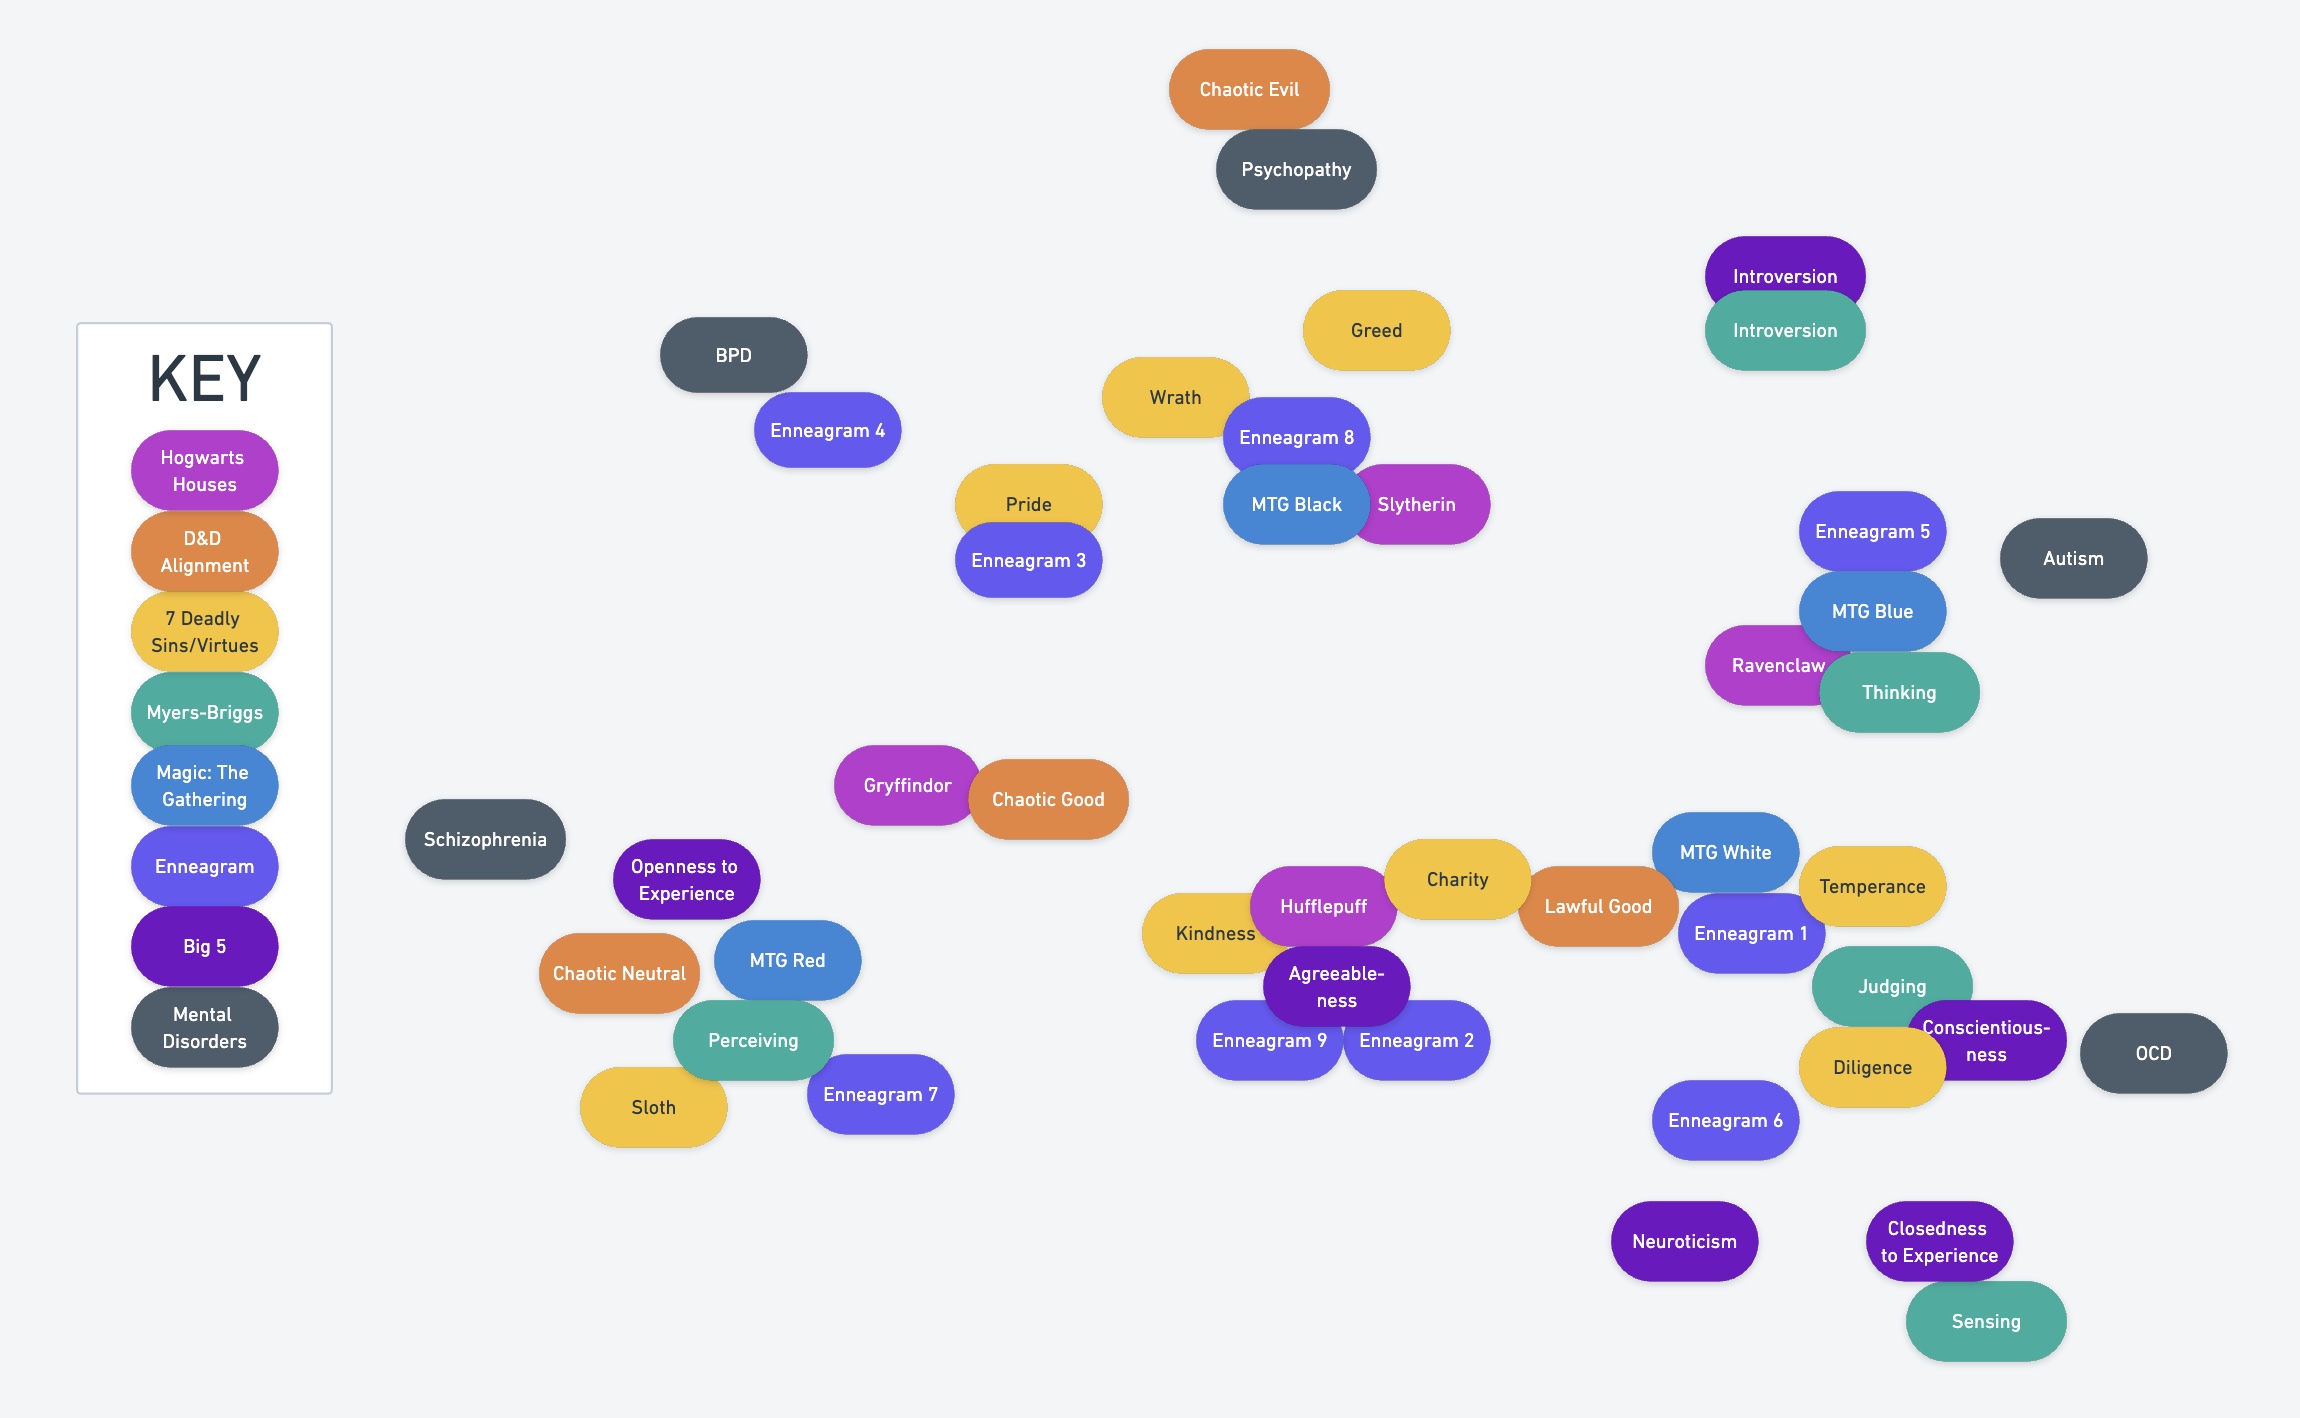 Chaotic Evil
Psychopathy
Introversion
Introversion
Greed
BPD
Wrath
Enneagram 4
Enneagram 8
Pride
MTG Black
Slytherin
Enneagram 3
Enneagram 5
Autism
MTG Blue
Ravenclaw
Thinking
KEY
Hogwarts
Houses
D&D
Alignment
7 Deadly
Sins/Virtues
Myers-Briggs
Magic: The
Gathering
Enneagram
Big 5
Mental
Disorders
Gryffindor
Chaotic Good
Schizophrenia
Openness to
Experience
MTG Red
Chaotic Neutral
Perceiving
Enneagram 7
Sloth
Kindness
Hufflepuff
Charity
Lawful Good
MTG White
Temperance
Enneagram 1
Agreeable-
ness
Enneagram 9
Enneagram 2
Judging
Conscientious-
ness
OCD
Diligence
Enneagram 6
Neuroticism
Closedness
to Experience
Sensing